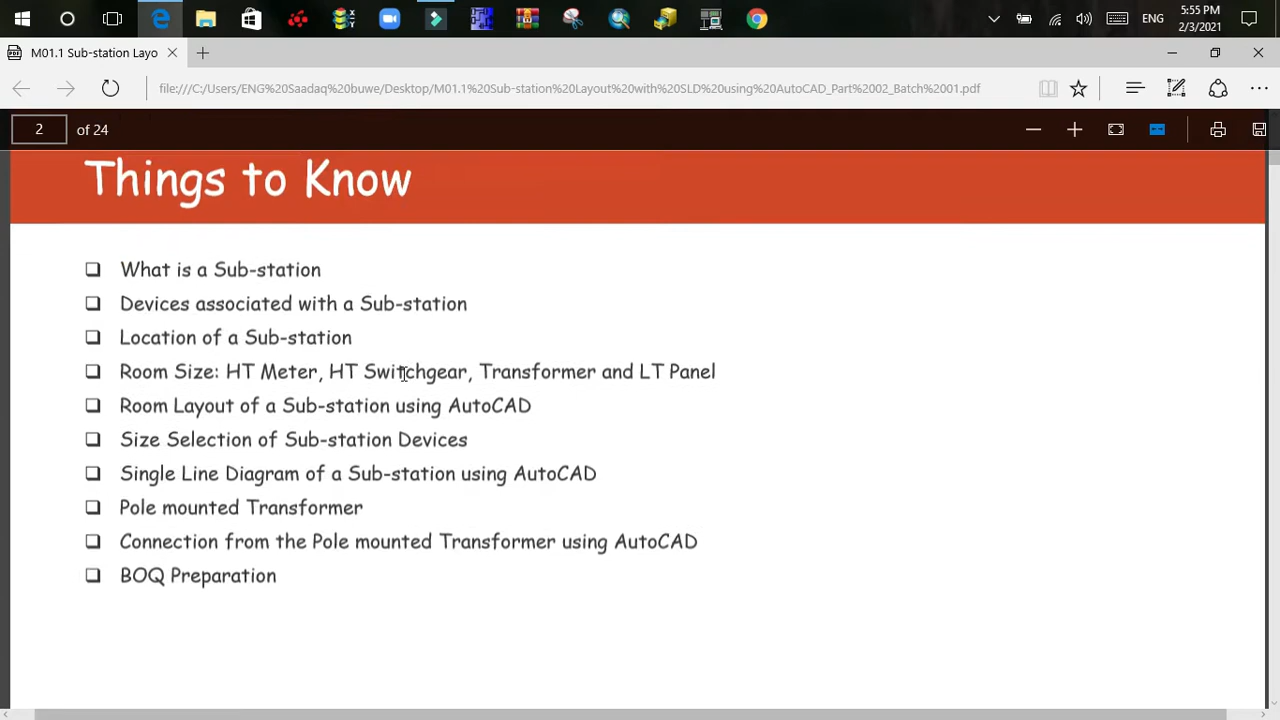 5:55 PM
ENG
2/3/2021
M01.1 Sub-station Layo
file:///C:/Users/ENG%20Saadaq%20buwe/Desktop/M01.1%20Sub-station%20Layout%20with%20SLD%20using%20AutoCAD_Part%2002_Batch%2001.pdf
2 of 24
Things to Know
What is a Sub-station
Devices associated with a Sub-station
Location of a Sub-station
Room Size: HT Meter, HT Switchgear, Transformer and LT Panel
Room Layout of a Sub-station using AutoCAD
Size Selection of Sub-station Devices
Single Line Diagram of a Sub-station using AutoCAD
Pole mounted Transformer
Connection from the Pole mounted Transformer using AutoCAD
BOQ Preparation